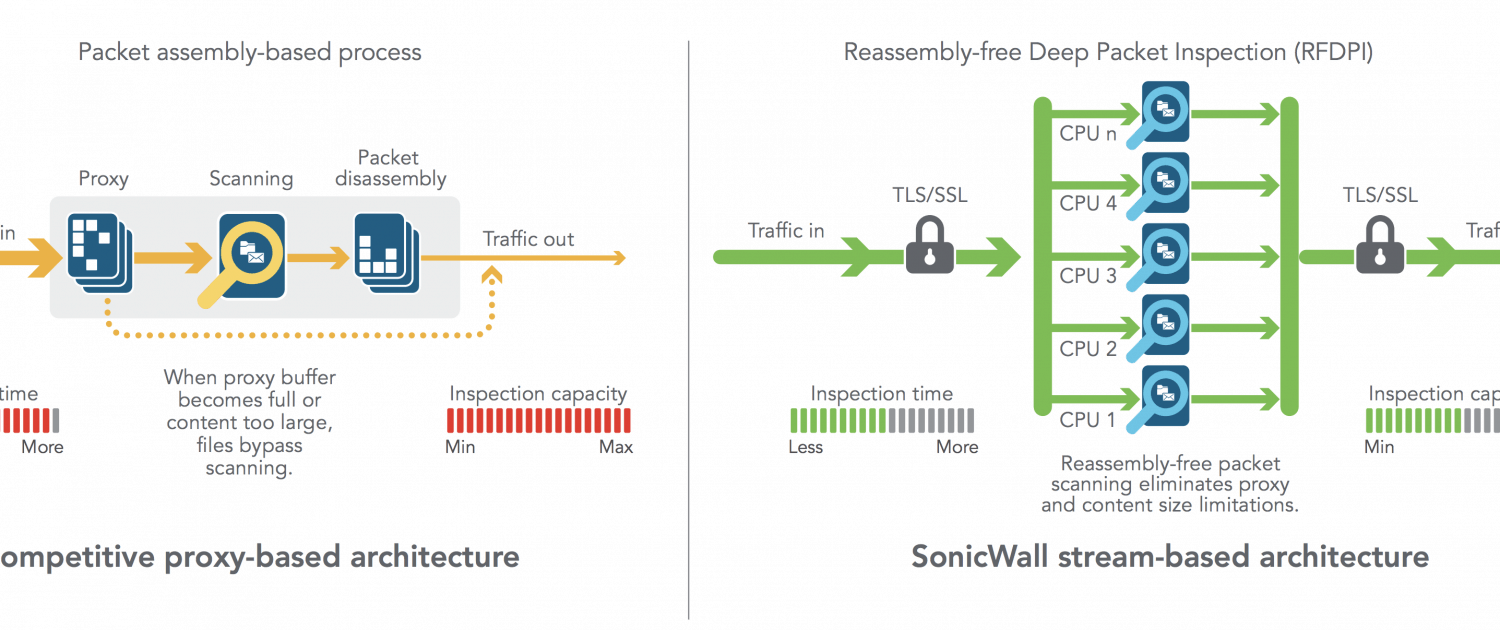 Packet assembly-based process
Proxy
Scanning
Packet
disassembly
in
Traffic out
When proxy buffer
becomes full or
content too large,
files bypass
scanning.
time
More
Inspection capacity
Min
Max
ompetitive proxy-based architecture
Reassembly-free Deep Packet Inspection (RFDPI)
Traffic in
TLS/SSL
CPU n
CPU 4
CPU 3
CPU 2
CPU 1
TLS/SSL
Traf
Inspection time
Less
More
Reassembly-free packet
scanning eliminates proxy
and content size limitations.
Inspection cap
Min
SonicWall stream-based architecture